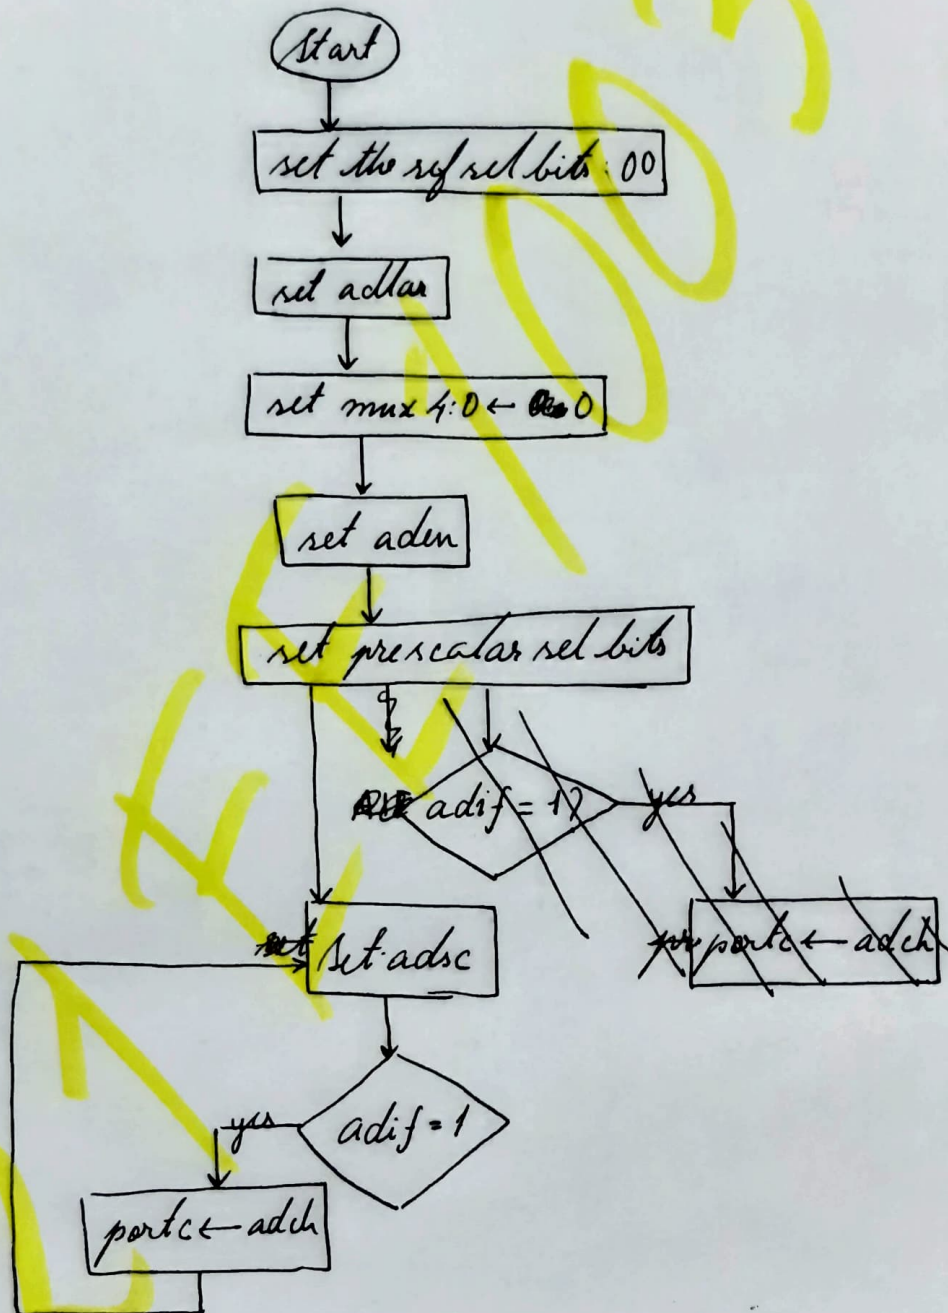 Start
set the ref sel bits: 00
set adlar
set mux 4:0 ← 0
set aden
set prescalar sel bits
adif = 1?
yes
portc ← adch
set
set adsc
adif = 1
yes
portc ← adch